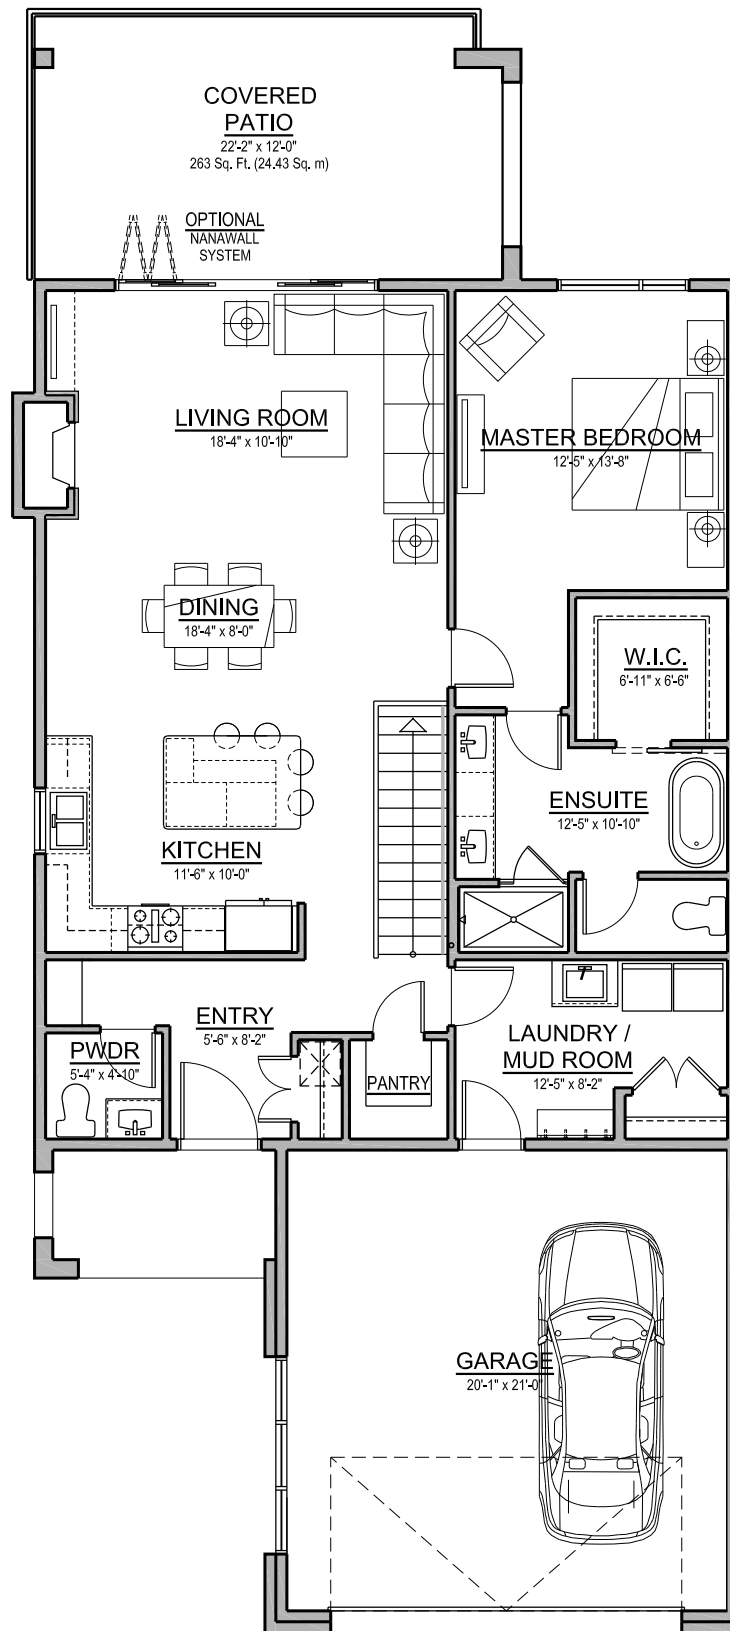 COVERED
PATIO
22'-2" x 12'-0"
263 Sq. Ft. (24.43 Sq. m)
OPTIONAL
NANAWALL
SYSTEM
LIVING ROOM
18'-4" x 10'-10"
MASTER BEDROOM
12'-5" x 13'-8"
DINING
18'-4" x 8'-0"
W.I.C.
6'-11" x 6'-6"
ENSUITE
12'-5" x 10'-10"
KITCHEN
11'-6" x 10'-0"
ENTRY
5'-6" x 8'-2"
LAUNDRY /
MUD ROOM
12'-5" x 8'-2"
PWDR
5'-4" x 4'-10"
PANTRY
GARAGE
20'-1" x 21'-0"